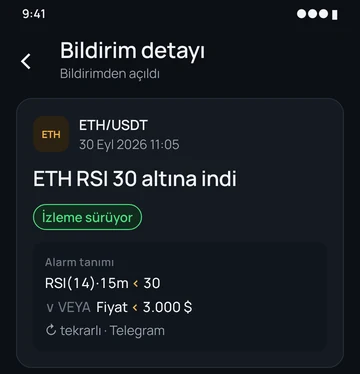 9:41
Bildirim detayı
Bildirimden açıldı
ETH
ETH/USDT
30 Eyl 2026 11:05
ETH RSI 30 altına indi
İzleme sürüyor
Alarm tanımı
RSI(14)·15m < 30
∨ VEYA Fiyat < 3.000 $
↻ tekrarlı · Telegram